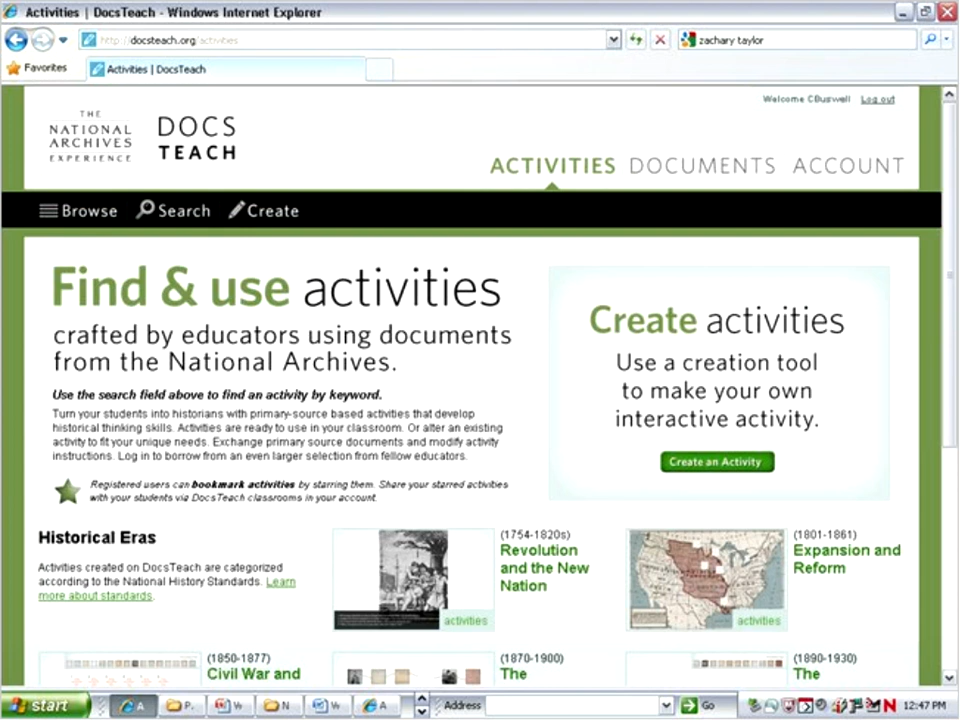 Activities | DocsTeach - Windows Internet Explorer
http://docsteach.org/activities
zachary taylor
Favorites
Activities | DocsTeach
Welcome CBuswell Log out
THE
NATIONAL
ARCHIVES
EXPERIENCE
DOCS
TEACH
ACTIVITIES DOCUMENTS ACCOUNT
Browse Search Create
Find & use activities
crafted by educators using documents
from the National Archives.
Use the search field above to find an activity by keyword.
Turn your students into historians with primary-source based activities that develop
historical thinking skills. Activities are ready to use in your classroom. Or alter an existing
activity to fit your unique needs. Exchange primary source documents and modify activity
instructions. Log in to borrow from an even larger selection from fellow educators.
Registered users can bookmark activities by starring them. Share your starred activities
with your students via DocsTeach classrooms in your account.
Create activities
Use a creation tool
to make your own
interactive activity.
Create an Activity
Historical Eras
Activities created on DocsTeach are categorized
according to the National History Standards. Learn
more about standards.
activities
(1754-1820s)
Revolution
and the New
Nation
activities
(1801-1861)
Expansion and
Reform
(1850-1877)
Civil War and
(1870-1900)
The
(1890-1930)
The
start
A
P.
N
A
Address
Go
12:47 PM